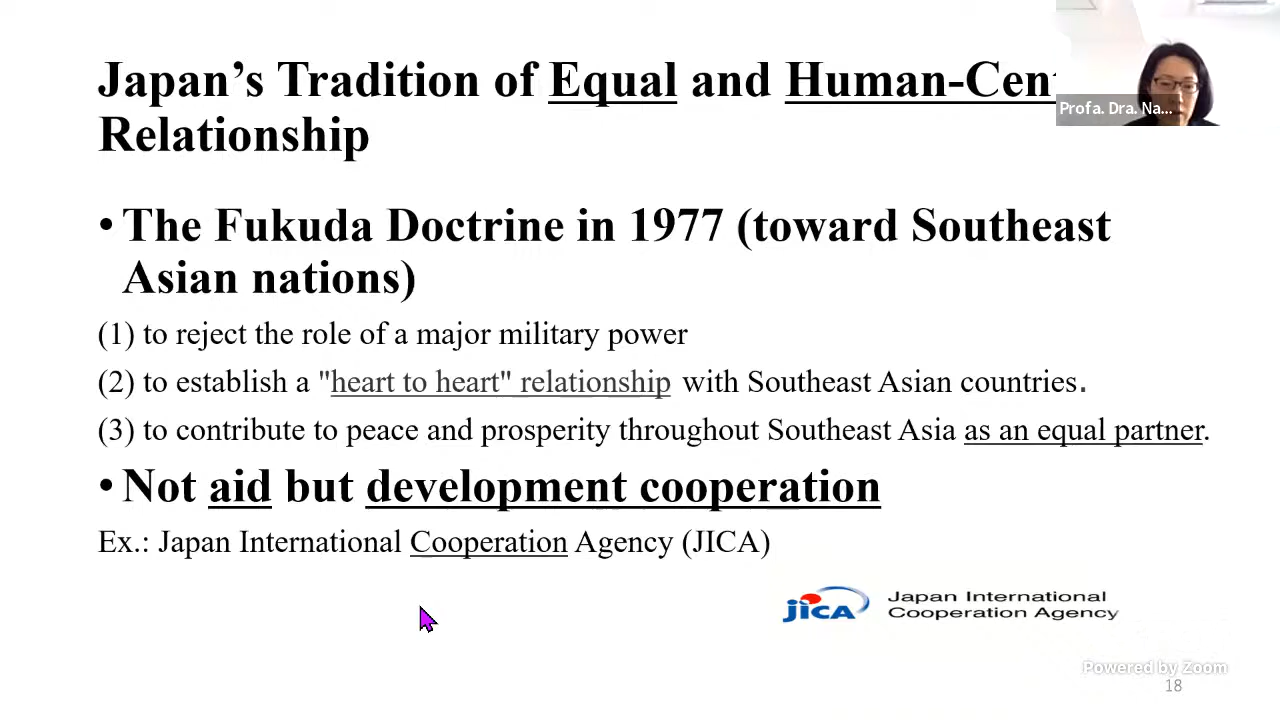 Japan’s Tradition of Equal and Human-Cen
Relationship
Profa. Dra. Na...
• The Fukuda Doctrine in 1977 (toward Southeast
Asian nations)
(1) to reject the role of a major military power
(2) to establish a "heart to heart" relationship with Southeast Asian countries.
(3) to contribute to peace and prosperity throughout Southeast Asia as an equal partner.
• Not aid but development cooperation
Ex.: Japan International Cooperation Agency (JICA)
jICA
Japan International
Cooperation Agency
Powered by Zoom
18